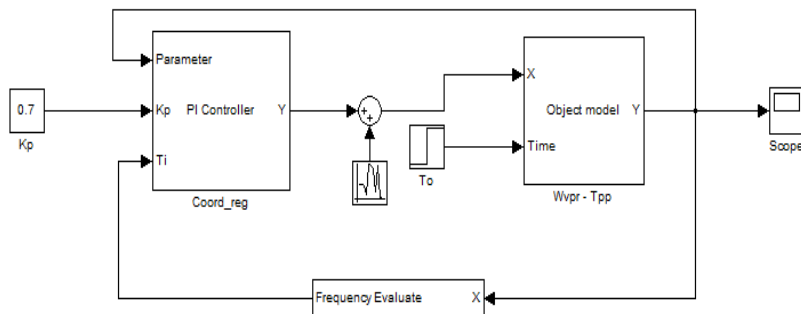 Parameter
Kp
PI Controller
Y
Ti
Coord_reg
0.7
Kp
+
+
To
X
Object model
Y
Time
Wvpr - Tpp
Scope
Frequency Evaluate
X